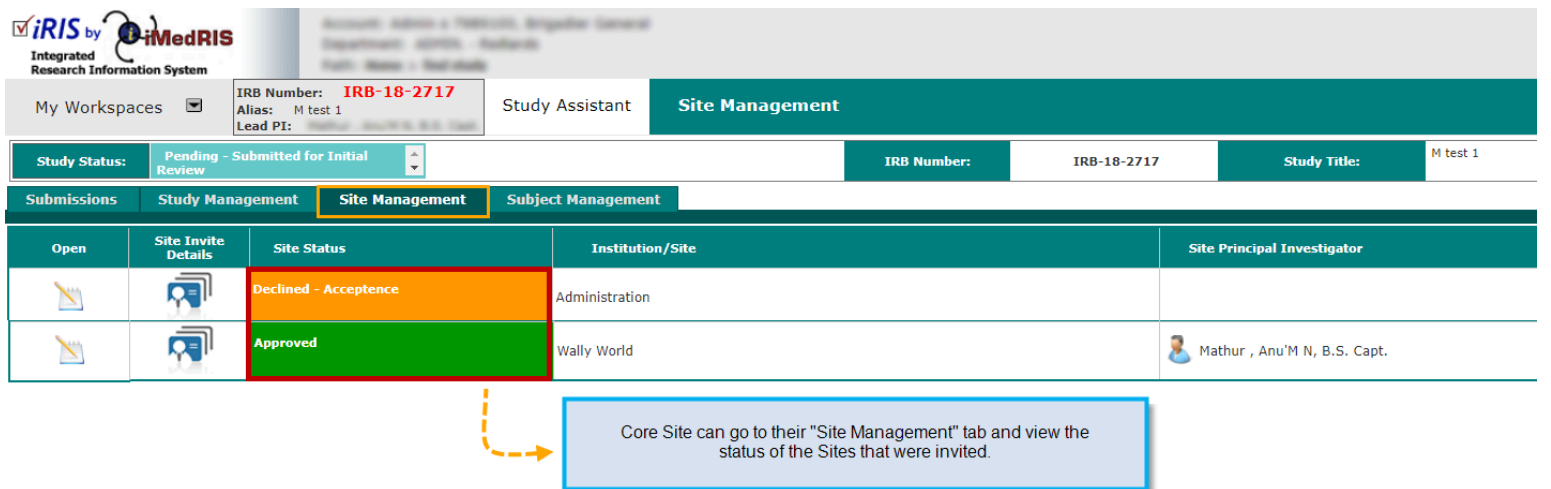 iRIS by iMedRIS
Integrated
Research Information System
My Workspaces
IRB Number: IRB-18-2717
Alias: M test 1
Lead PI:
Study Assistant
Site Management
Study Status:
Pending - Submitted for Initial
Review
IRB Number:
IRB-18-2717
Study Title:
M test 1
Submissions
Study Management
Site Management
Subject Management
Open
Site Invite
Details
Site Status
Institution/Site
Site Principal Investigator
Declined - Acceptence
Administration
Approved
Wally World
Mathur , Anu'M N, B.S. Capt.
Core Site can go to their "Site Management" tab and view the
status of the Sites that were invited.